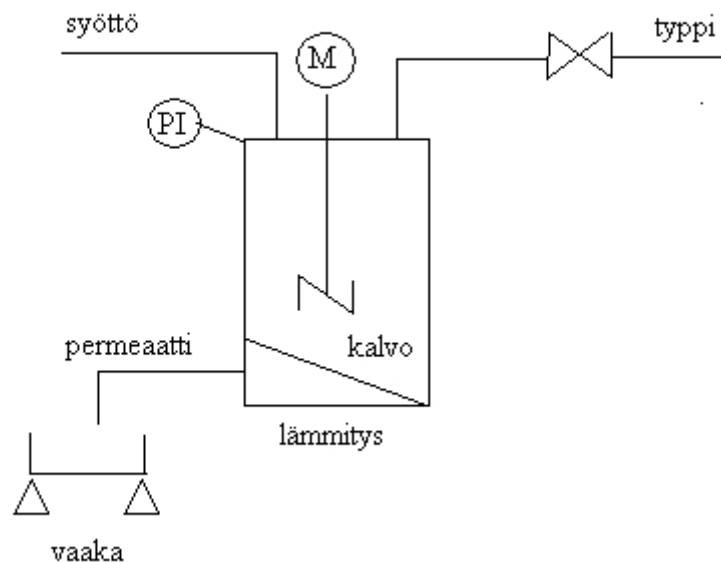 syöttö
M
typpi
PI
permeaatti
kalvo
lämmitys
vaaka